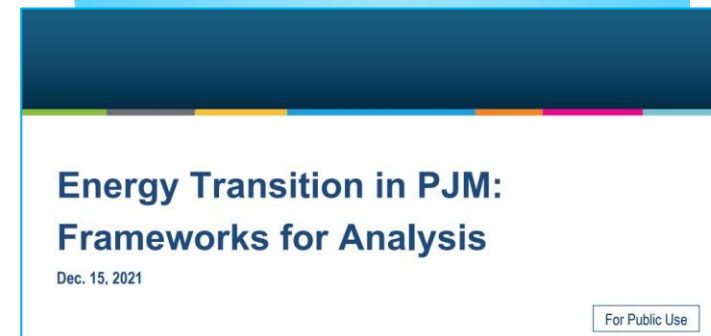 Energy Transition in PJM:
Frameworks for Analysis
Dec. 15, 2021
For Public Use